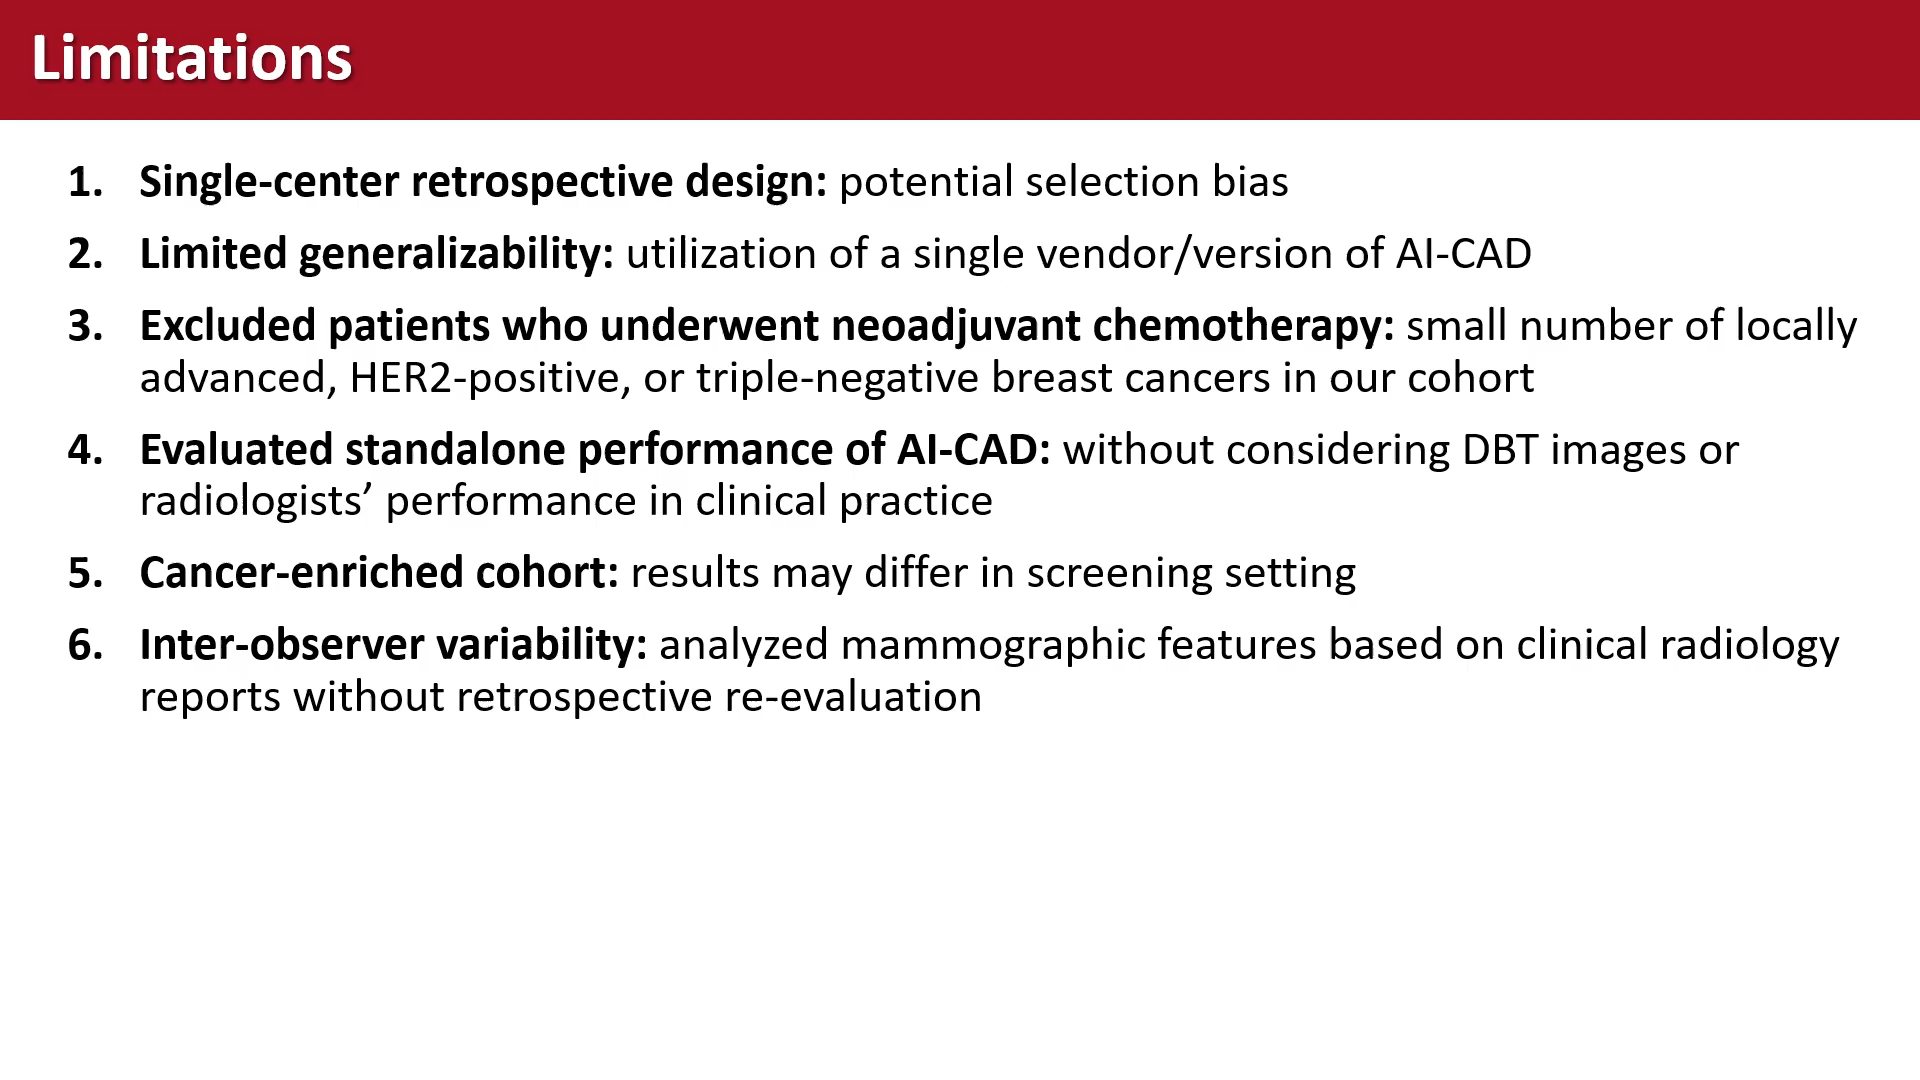 Limitations
1. Single-center retrospective design: potential selection bias
2. Limited generalizability: utilization of a single vendor/version of AI-CAD
3. Excluded patients who underwent neoadjuvant chemotherapy: small number of locally
advanced, HER2-positive, or triple-negative breast cancers in our cohort
4. Evaluated standalone performance of AI-CAD: without considering DBT images or
radiologists’ performance in clinical practice
5. Cancer-enriched cohort: results may differ in screening setting
6. Inter-observer variability: analyzed mammographic features based on clinical radiology
reports without retrospective re-evaluation